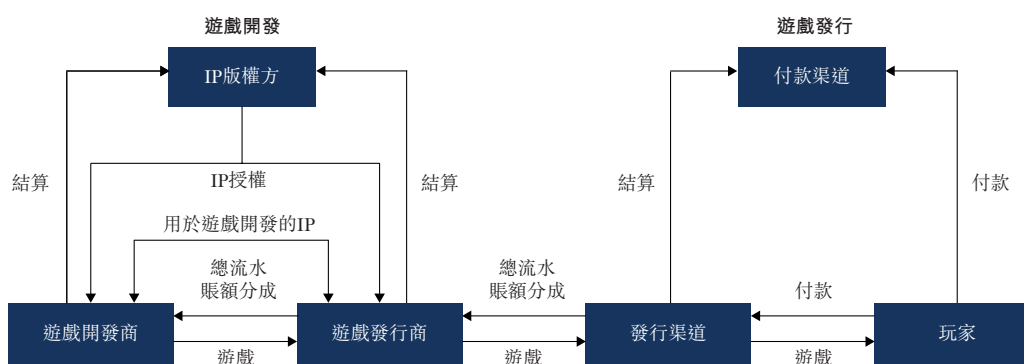 遊戲開發
遊戲發行
IP版權方
付款渠道
結算
IP授權
結算
結算
付款
用於遊戲開發的IP
總流水
賬額分成
總流水
賬額分成
付款
遊戲開發商
遊戲發行商
發行渠道
玩家
遊戲
遊戲
遊戲